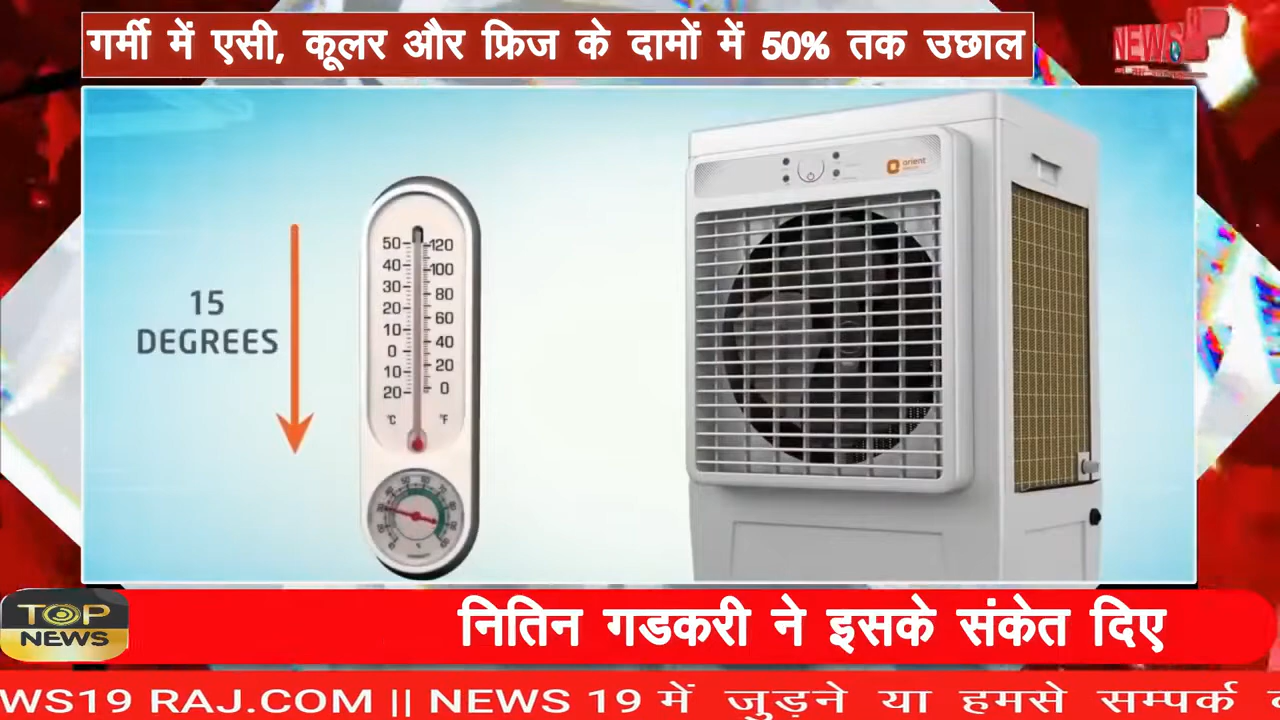 गर्मी में एसी, कूलर और फ्रिज के दामों में 50% तक उछाल
NEWS
15
DEGREES
50 120
40 100
30 80
20 60
10 40
0 20
10 0
20
°C °F
orient
TOP
NEWS
नितिन गडकरी ने इसके संकेत दिए
WS19 RAJ.COM || NEWS 19 में जुड़ने या हमसे सम्पर्क